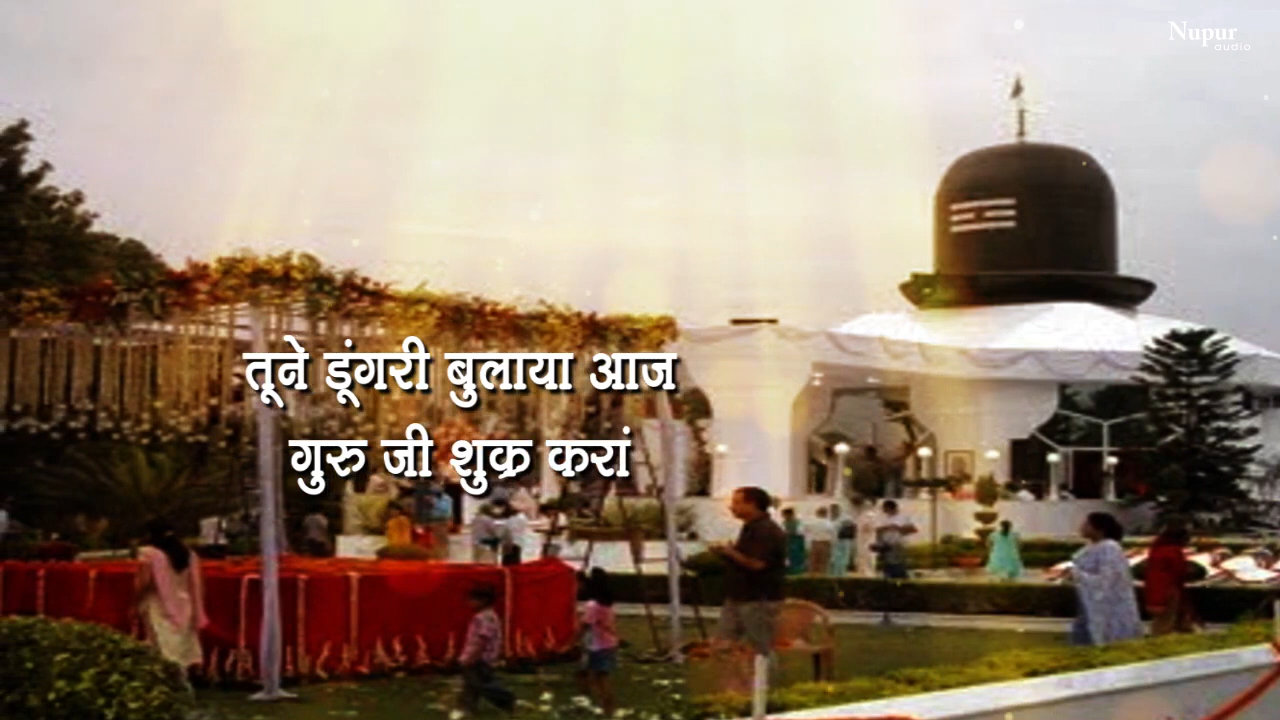 Nupur
audio
तूने डूंगरी बुलाया आज
गुरु जी शुक्र करां